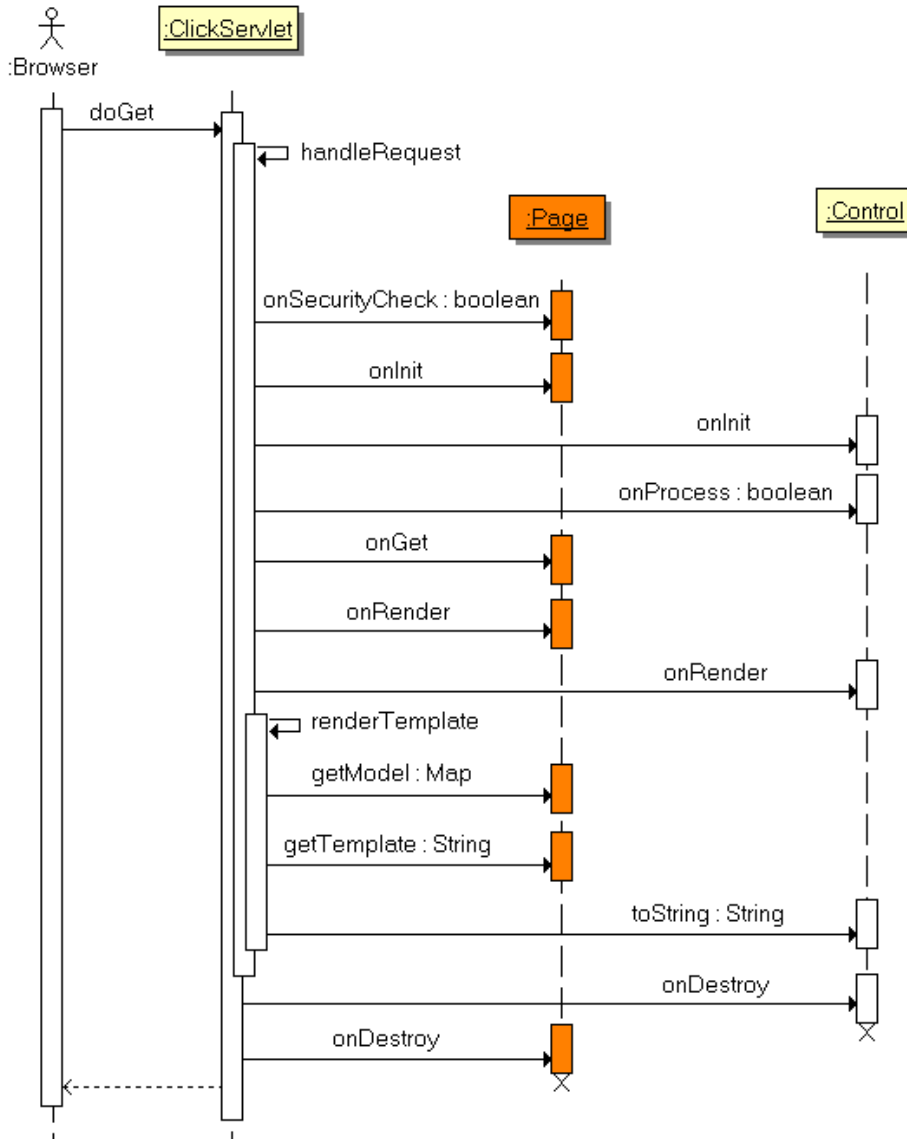 :ClickServlet
:Browser
doGet
handleRequest
:Page
:Control
onSecurityCheck : boolean
onInit
onInit
onProcess : boolean
onGet
onRender
onRender
renderTemplate
getModel : Map
getTemplate : String
toString : String
onDestroy
onDestroy